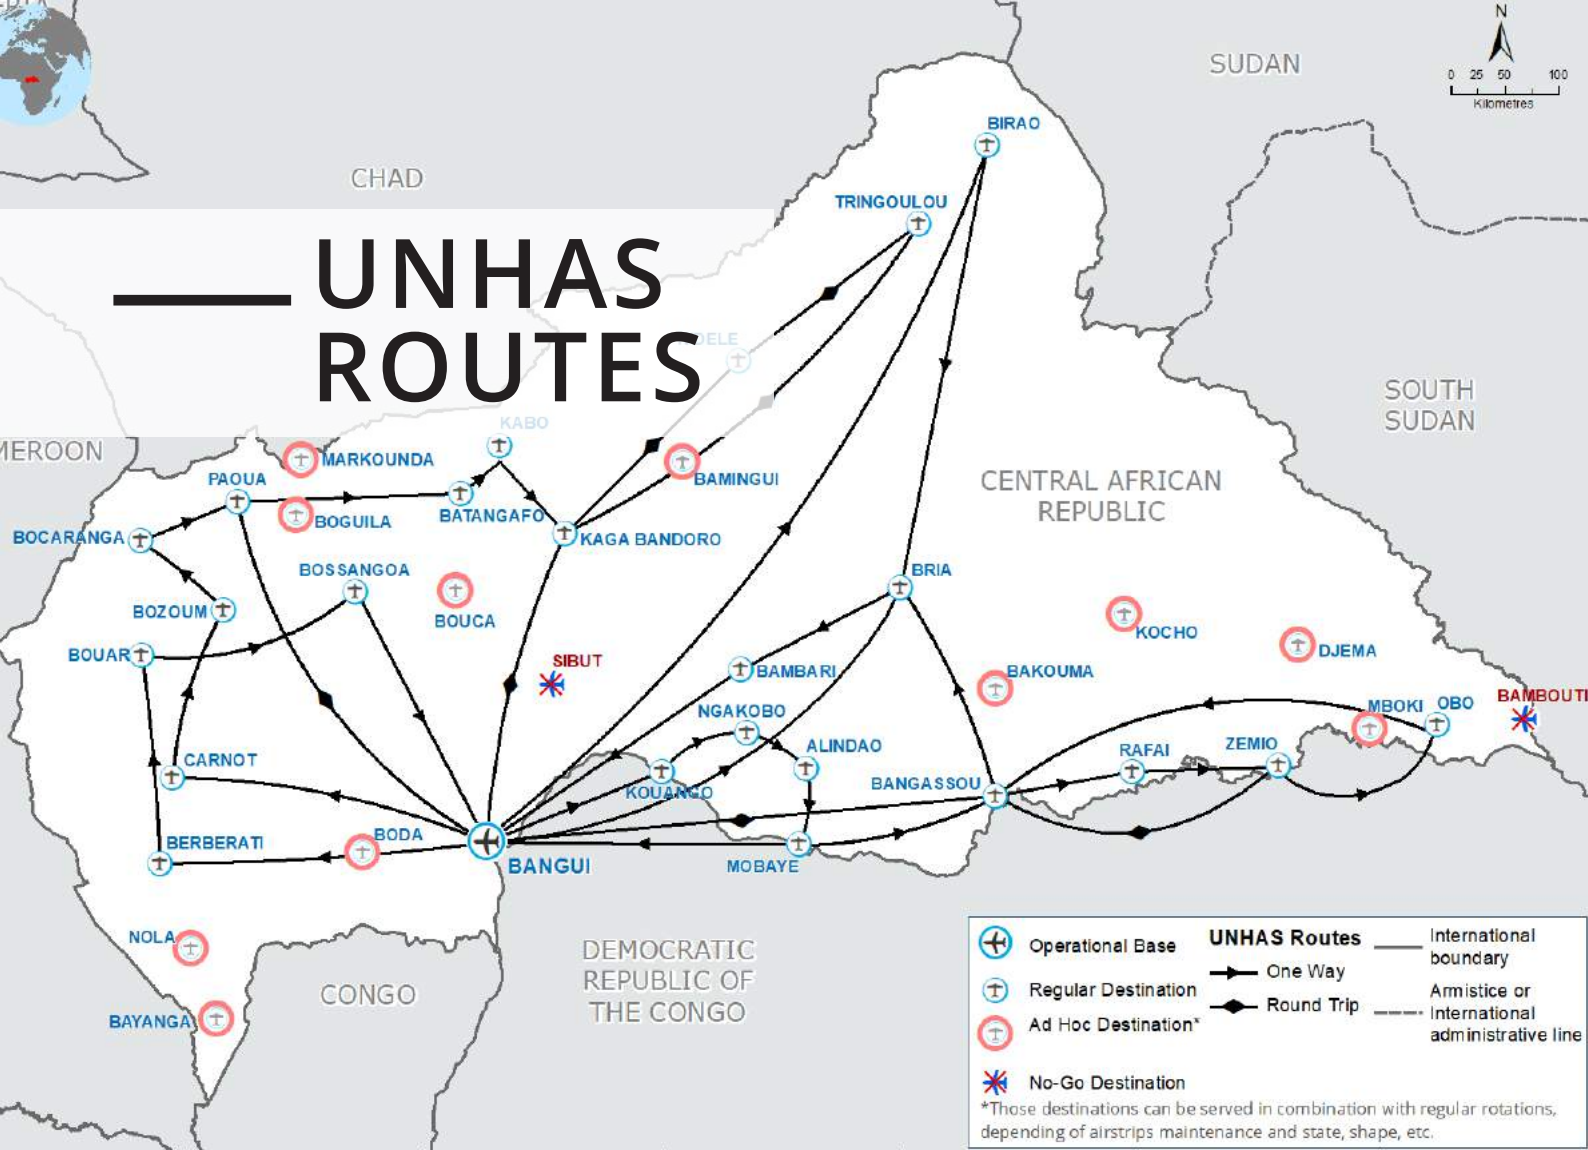 N
SUDAN
0 25 50 100
Kilometres
BIRAO
CHAD
TRINGOULOU
UNHAS
ROUTES
SOUTH
SUDAN
KABO
MARKOUNDA
PAOUA
BAMINGUI
CENTRAL AFRICAN
REPUBLIC
BATANGAFO
BOGUILA
BOCARANGA
KAGA BANDORO
BOSSANGOA
BRIA
BOZOUM
BOUCA
KOCHO
BOUAR
DJEMA
SIBUT
BAMBARI
BAKOUMA
BAMBOUTI
MBOKI
OBO
NGAKOBO
ALINDAO
RAFAI
ZEMIO
CARNOT
BANGASSOU
KOUANGO
BODA
BERBERATI
BANGUI
MOBAYE
NOLA
DEMOCRATIC
REPUBLIC OF
THE CONGO
CONGO
BAYANGA
Operational Base
Regular Destination
Ad Hoc Destination*
No-Go Destination
UNHAS Routes
One Way
Round Trip
International
boundary
Armistice or
International
administrative line
*Those destinations can be served in combination with regular rotations,
depending of airstrips maintenance and state, shape, etc.